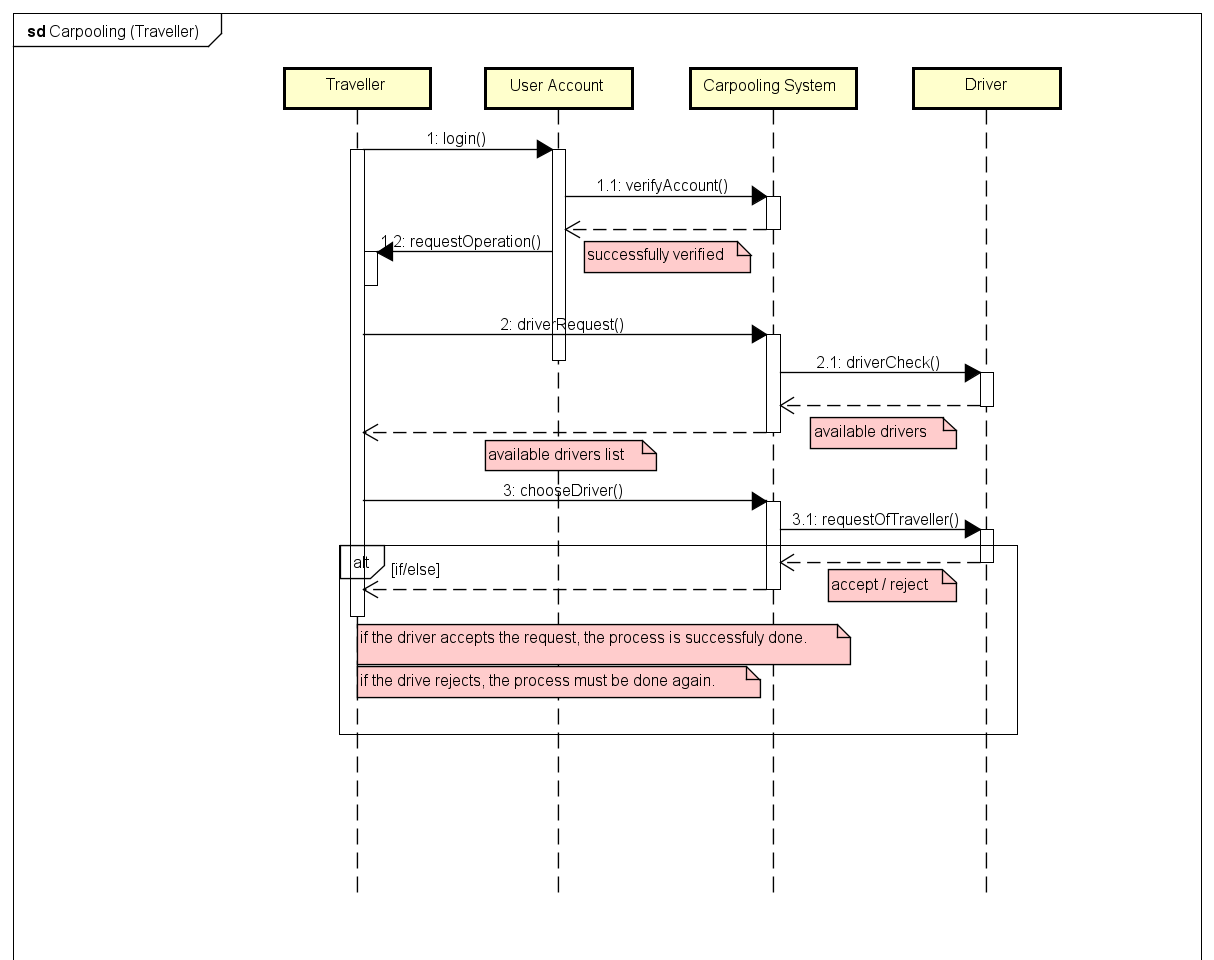 sd Carpooling (Traveller)
Traveller
User Account
Carpooling System
Driver
1: login()
1.1: verifyAccount()
1.2: requestOperation()
successfully verified
2: driverRequest()
2.1: driverCheck()
available drivers
available drivers list
3: chooseDriver()
3.1: requestOfTraveller()
alt
[if/else]
accept / reject
if the driver accepts the request, the process is successfuly done.
if the drive rejects, the process must be done again.